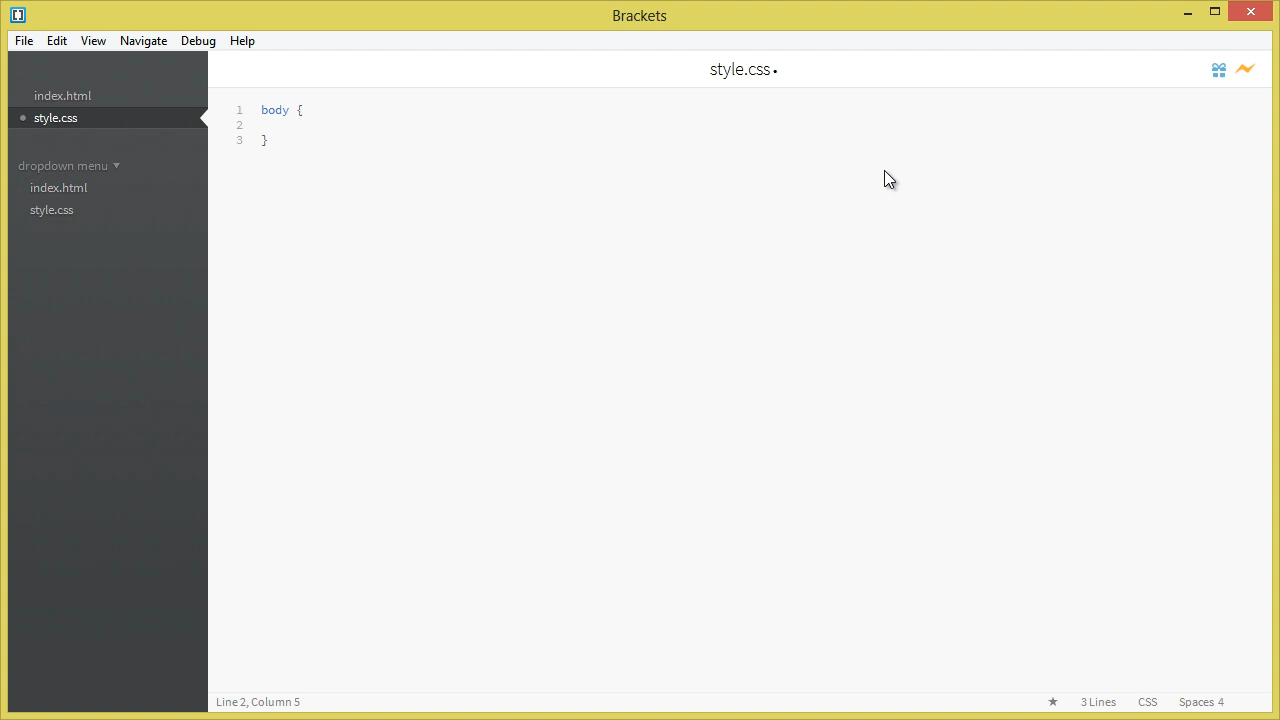 Brackets
File Edit View Navigate Debug Help
index.html
style.css
dropdown menu
index.html
style.css
style.css •
1 body {
2
3 }
Line 2, Column 5
3 Lines CSS Spaces 4